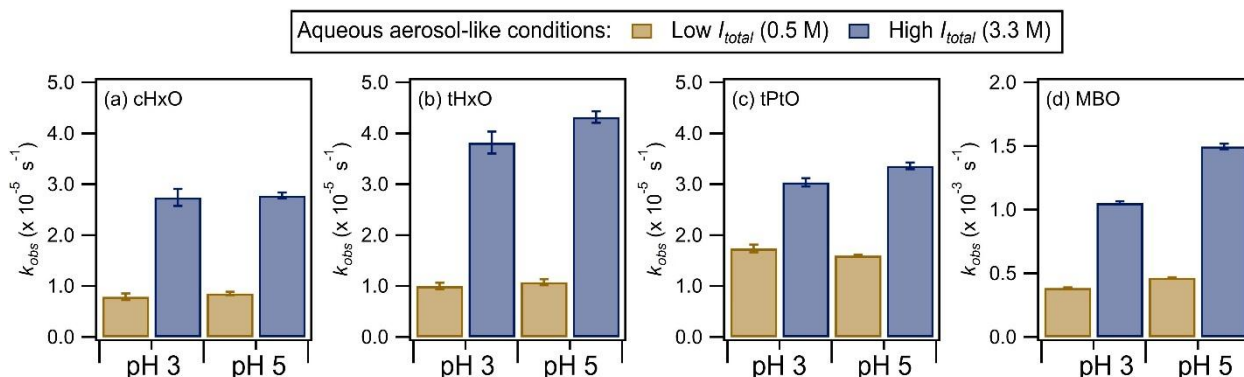 Aqueous aerosol-like conditions: Low I_total (0.5 M) High I_total (3.3 M)
(a) cHxO
k_obs (x 10^-5 s^-1)
5.0
4.0
3.0
2.0
1.0
0.0
pH 3 pH 5
(b) tHxO
k_obs (x 10^-5 s^-1)
5.0
4.0
3.0
2.0
1.0
0.0
pH 3 pH 5
(c) tPtO
k_obs (x 10^-5 s^-1)
5.0
4.0
3.0
2.0
1.0
0.0
pH 3 pH 5
(d) MBO
k_obs (x 10^-3 s^-1)
2.0
1.5
1.0
0.5
0.0
pH 3 pH 5